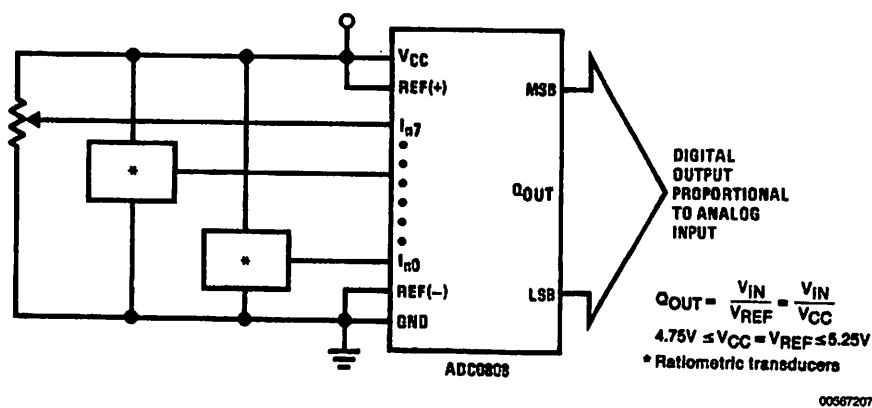 VCC
REF(+)
In7
*
*
In0
REF(−)
GND
MSB
QOUT
LSB
ADC0808
DIGITAL
OUTPUT
PROPORTIONAL
TO ANALOG
INPUT
QOUT = VIN/VREF = VIN/VCC
4.75V ≤ VCC = VREF ≤ 5.25V
* Ratiometric transducers
00567207